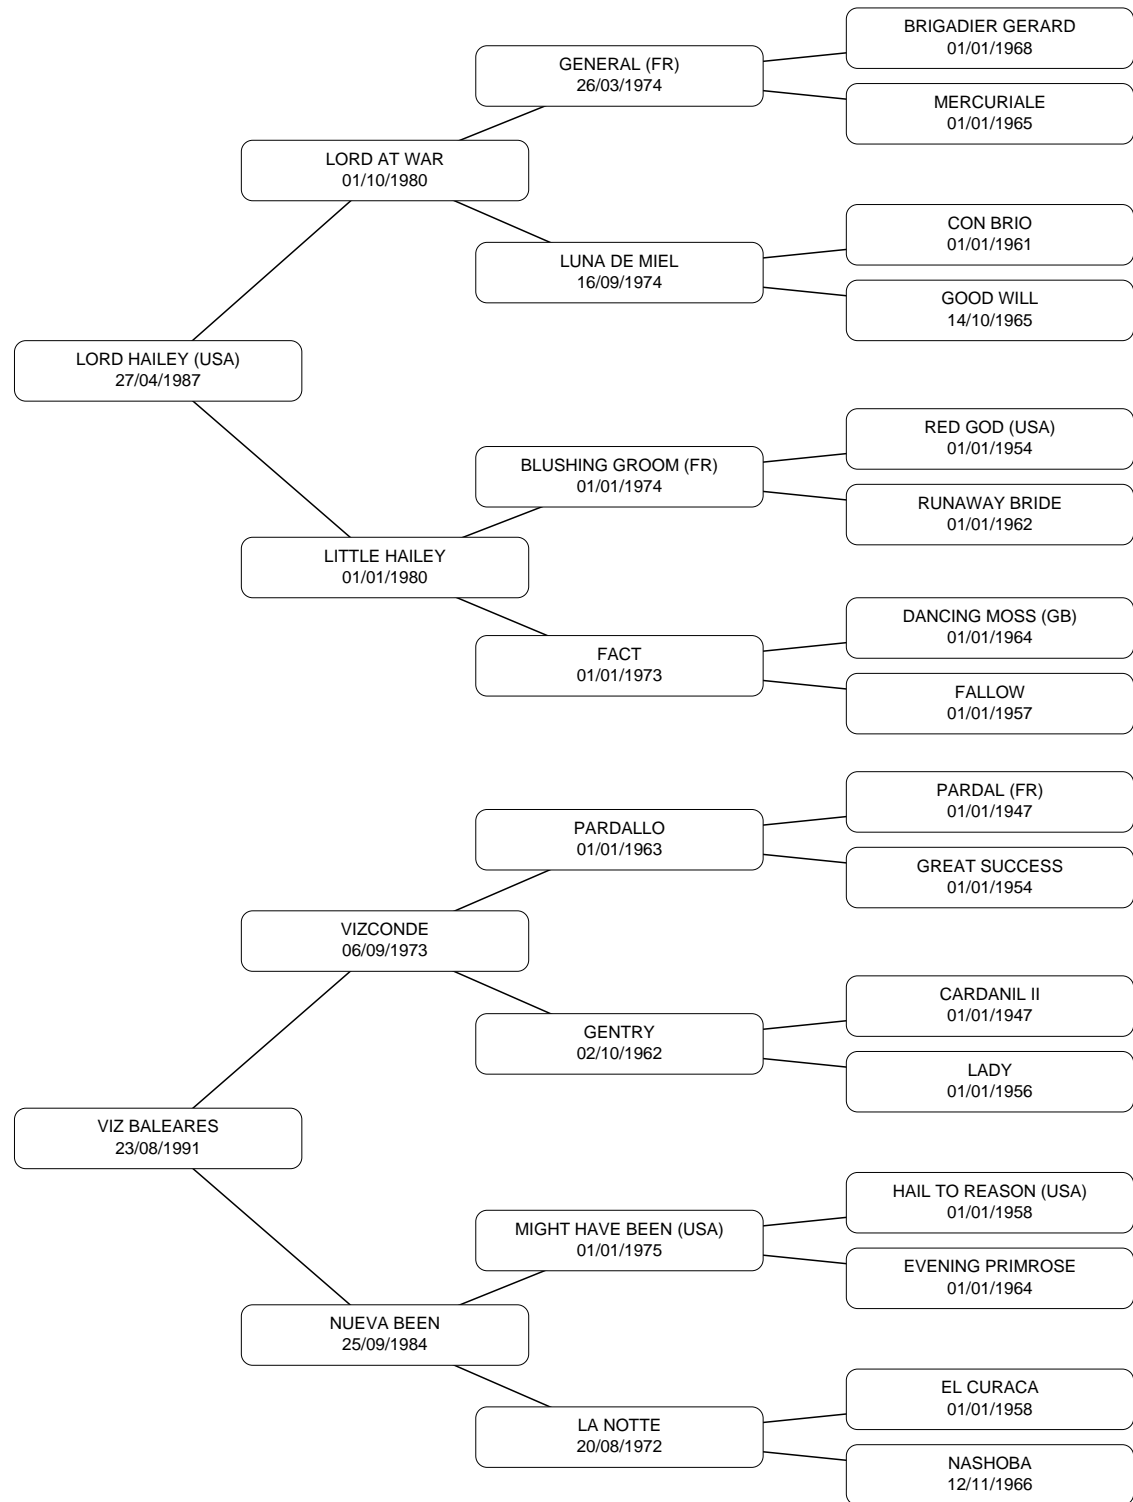 BRIGADIER GERARD
01/01/1968
GENERAL (FR)
26/03/1974
MERCURIALE
01/01/1965
LORD AT WAR
01/10/1980
CON BRIO
01/01/1961
LUNA DE MIEL
16/09/1974
GOOD WILL
14/10/1965
LORD HAILEY (USA)
27/04/1987
RED GOD (USA)
01/01/1954
BLUSHING GROOM (FR)
01/01/1974
RUNAWAY BRIDE
01/01/1962
LITTLE HAILEY
01/01/1980
DANCING MOSS (GB)
01/01/1964
FACT
01/01/1973
FALLOW
01/01/1957
PARDAL (FR)
01/01/1947
PARDALLO
01/01/1963
GREAT SUCCESS
01/01/1954
VIZCONDE
06/09/1973
CARDANIL II
01/01/1947
GENTRY
02/10/1962
LADY
01/01/1956
VIZ BALEARES
23/08/1991
HAIL TO REASON (USA)
01/01/1958
MIGHT HAVE BEEN (USA)
01/01/1975
EVENING PRIMROSE
01/01/1964
NUEVA BEEN
25/09/1984
EL CURACA
01/01/1958
LA NOTTE
20/08/1972
NASHOBA
12/11/1966